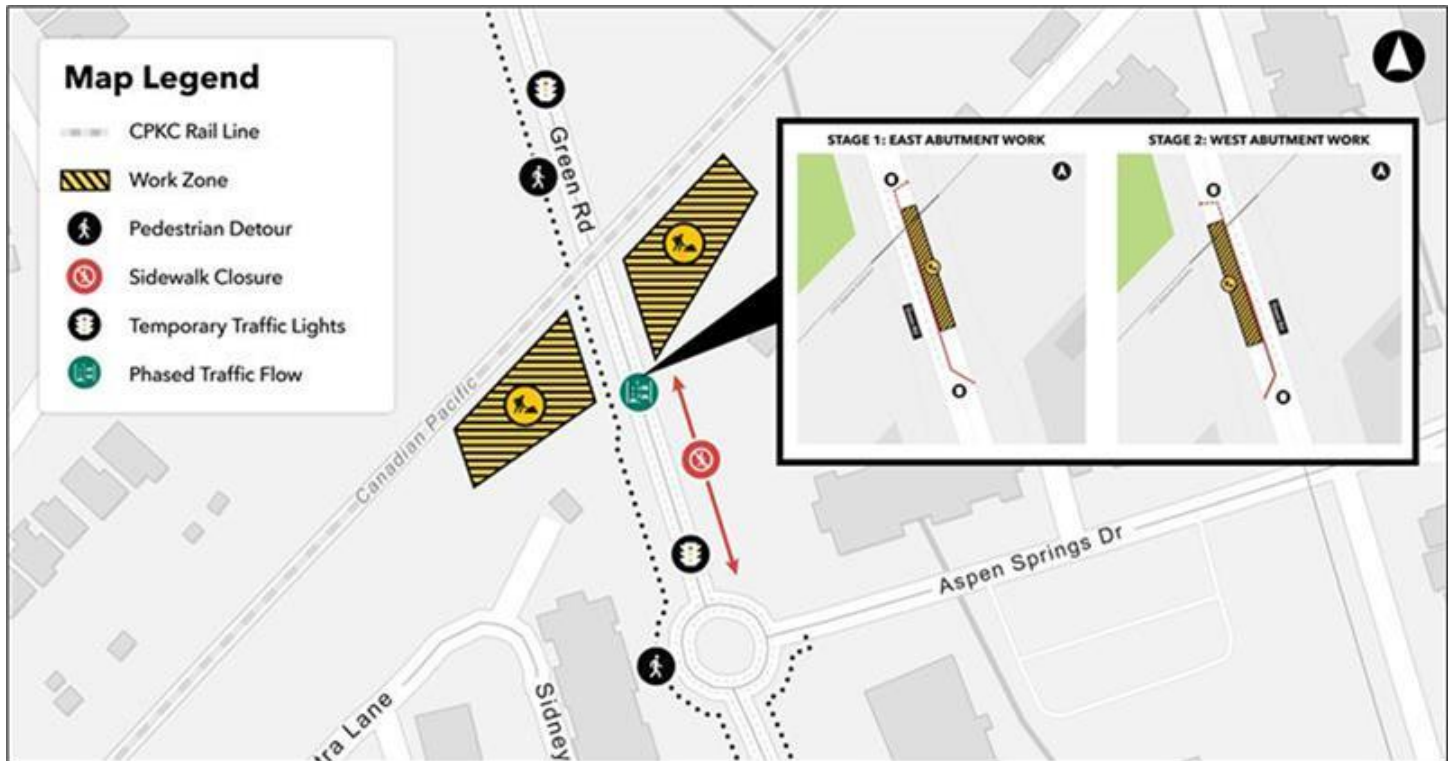 Map Legend
CPKC Rail Line
Work Zone
Pedestrian Detour
Sidewalk Closure
Temporary Traffic Lights
Phased Traffic Flow
Green Rd
Canadian Pacific
STAGE 1: EAST ABUTMENT WORK
STAGE 2: WEST ABUTMENT WORK
Aspen Springs Dr
tra Lane
Sidney